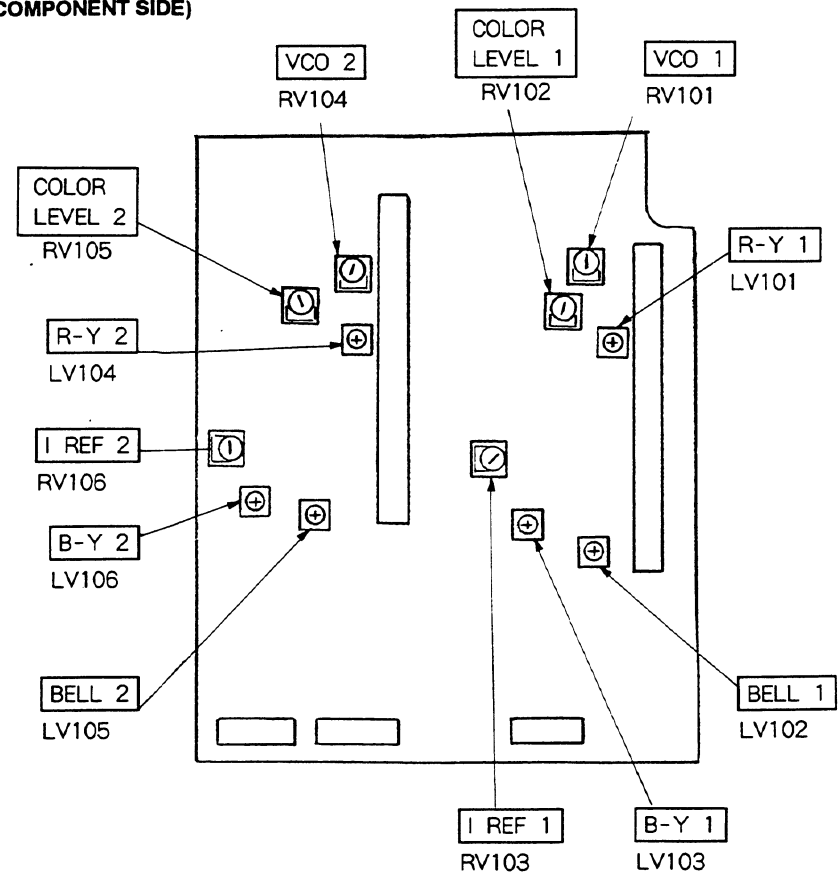 COMPONENT SIDE)
VCO 2
RV104
COLOR
LEVEL 1
RV102
VCO 1
RV101
COLOR
LEVEL 2
RV105
R-Y 1
LV101
R-Y 2
LV104
I REF 2
RV106
B-Y 2
LV106
BELL 2
LV105
BELL 1
LV102
I REF 1
RV103
B-Y 1
LV103